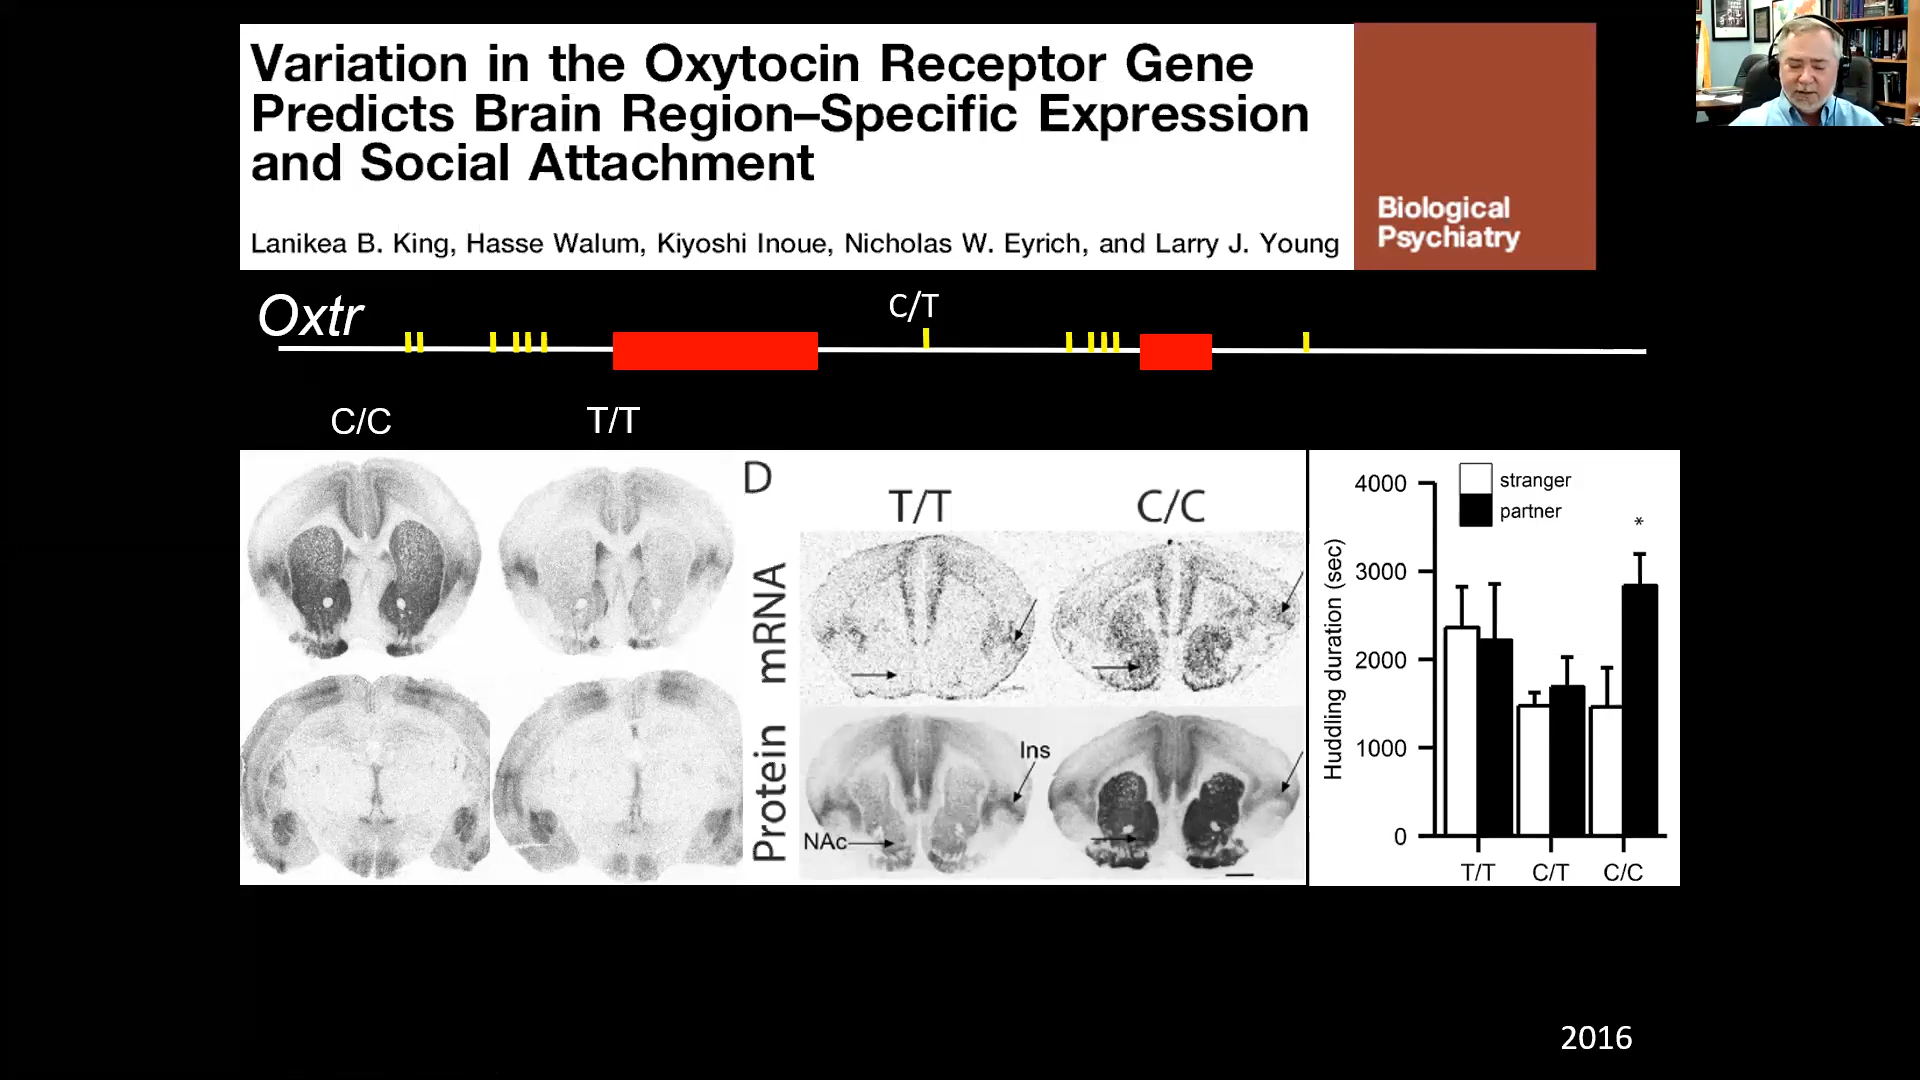 Variation in the Oxytocin Receptor Gene
Predicts Brain Region–Specific Expression
and Social Attachment
Lanikea B. King, Hasse Walum, Kiyoshi Inoue, Nicholas W. Eyrich, and Larry J. Young
Biological
Psychiatry
Oxtr
C/T
C/C
T/T
D
T/T
C/C
mRNA
Protein
Ins
NAc
stranger
partner
*
Huddling duration (sec)
4000
3000
2000
1000
0
T/T
C/T
C/C
2016